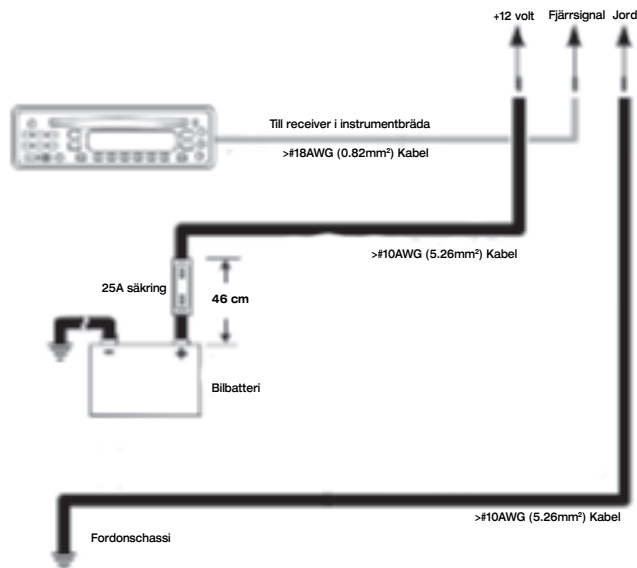 +12 volt Fjärrsignal Jord
Till receiver i instrumentbräda
>#18AWG (0.82mm²) Kabel
>#10AWG (5.26mm²) Kabel
25A säkring
46 cm
- +
Bilbatteri
>#10AWG (5.26mm²) Kabel
Fordonschassi